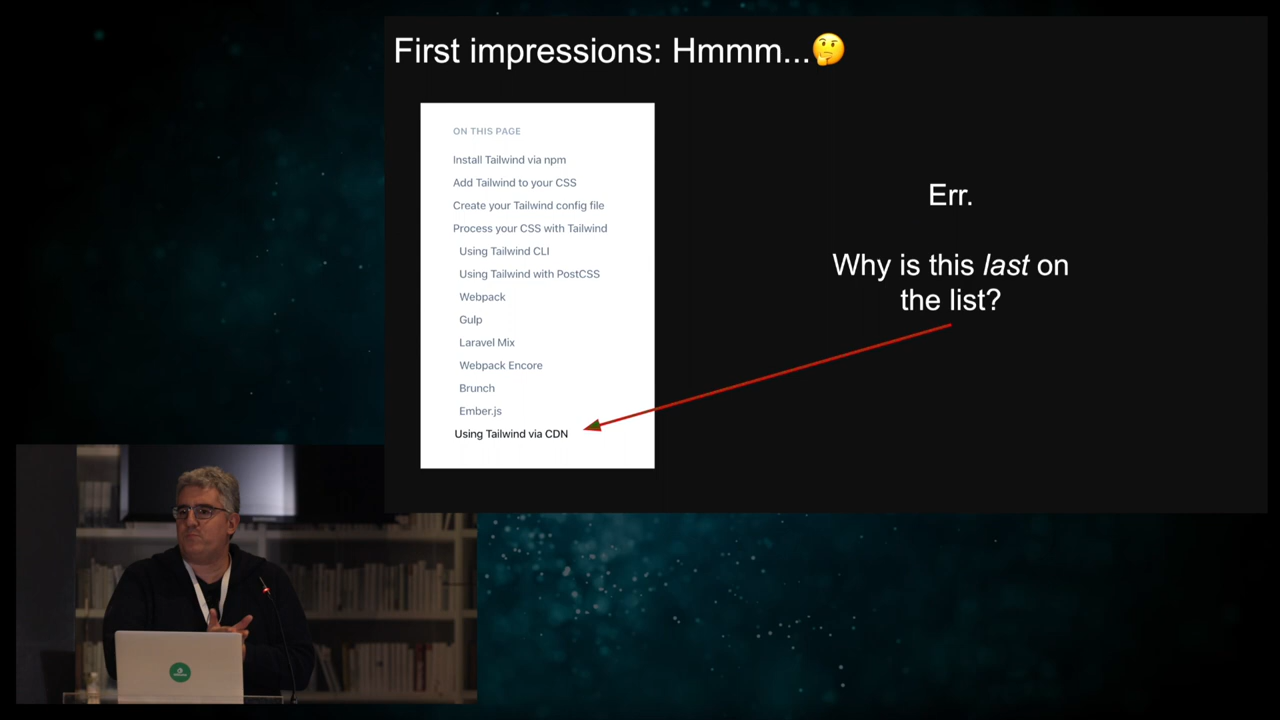 First impressions: Hmmm...🤔
ON THIS PAGE
Install Tailwind via npm
Add Tailwind to your CSS
Create your Tailwind config file
Process your CSS with Tailwind
Using Tailwind CLI
Using Tailwind with PostCSS
Webpack
Gulp
Laravel Mix
Webpack Encore
Brunch
Ember.js
Using Tailwind via CDN
Err.
Why is this last on
the list?